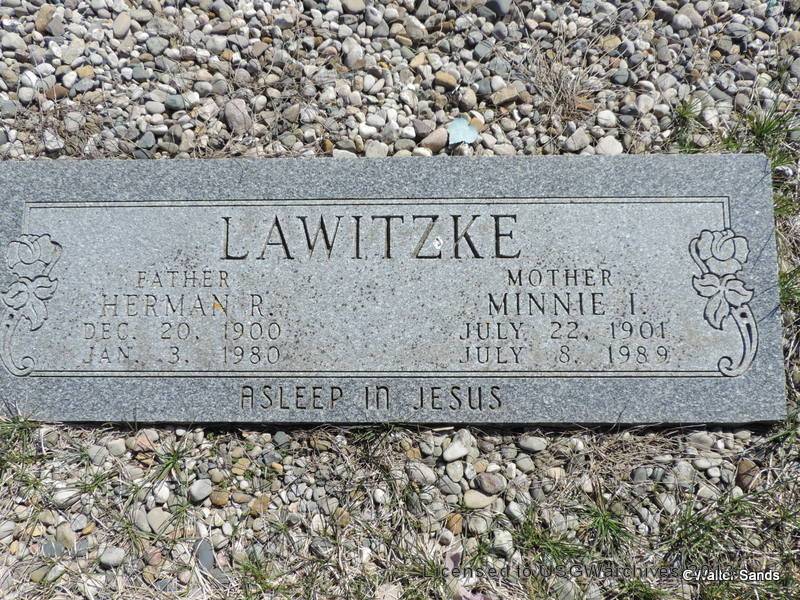 LAWITZKE
FATHER
HERMAN R.
DEC. 20, 1900
JAN. 3, 1980
MOTHER
MINNIE I.
JULY 22, 1901
JULY 8, 1989
ASLEEP IN JESUS
Licensed to USGWarchives
Sands